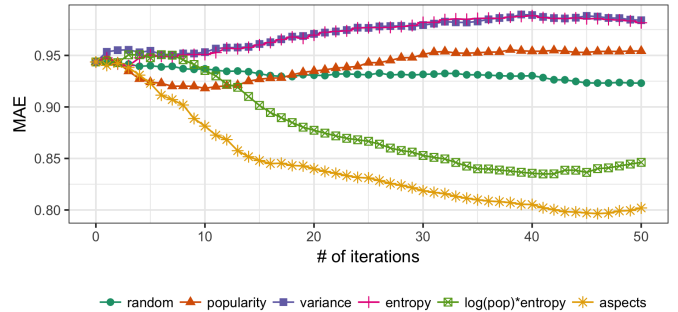 MAE
0.95
0.90
0.85
0.80
0 10 20 30 40 50
# of iterations
random popularity variance entropy log(pop)*entropy aspects